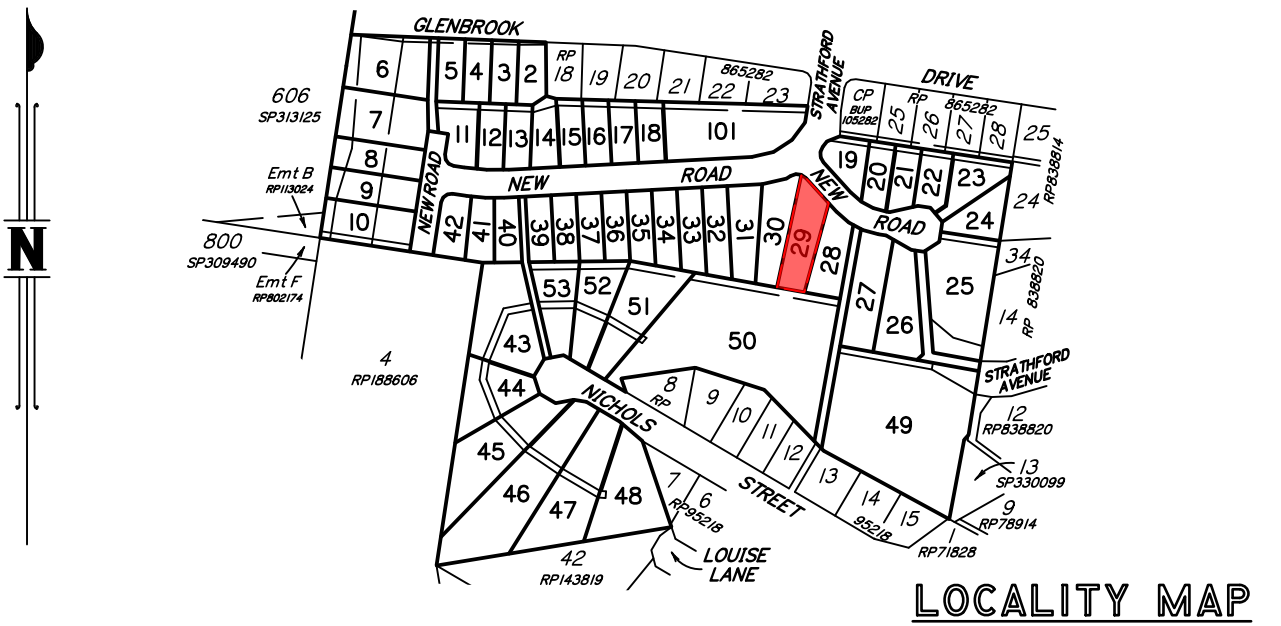 GLENBROOK
STRATHFORD
AVENUE
DRIVE
6
5
4
3
2
RP
18
19
20
21
865282
22
23
CP
BUP
105282
RP
865282
25
26
27
28
25
RP838814
24
606
SP313125
7
11
12
13
14
15
16
17
18
101
19
20
21
22
23
24
8
9
10
NEW ROAD
NEW
ROAD
NEW
ROAD
Emt B
RP113024
800
SP309490
Emt F
RP802174
42
41
40
39
38
37
36
35
34
33
32
31
30
29
28
27
26
25
34
RP 838820
14
N
53
52
51
50
43
44
4
RP188606
NICHOLS
STREET
8
RP
9
10
11
12
13
14
15
95218
49
STRATHFORD
AVENUE
12
RP838820
13
SP330099
9
RP78914
1
RP71828
45
46
47
48
7
6
RP95218
42
RP143819
LOUISE
LANE
LOCALITY MAP